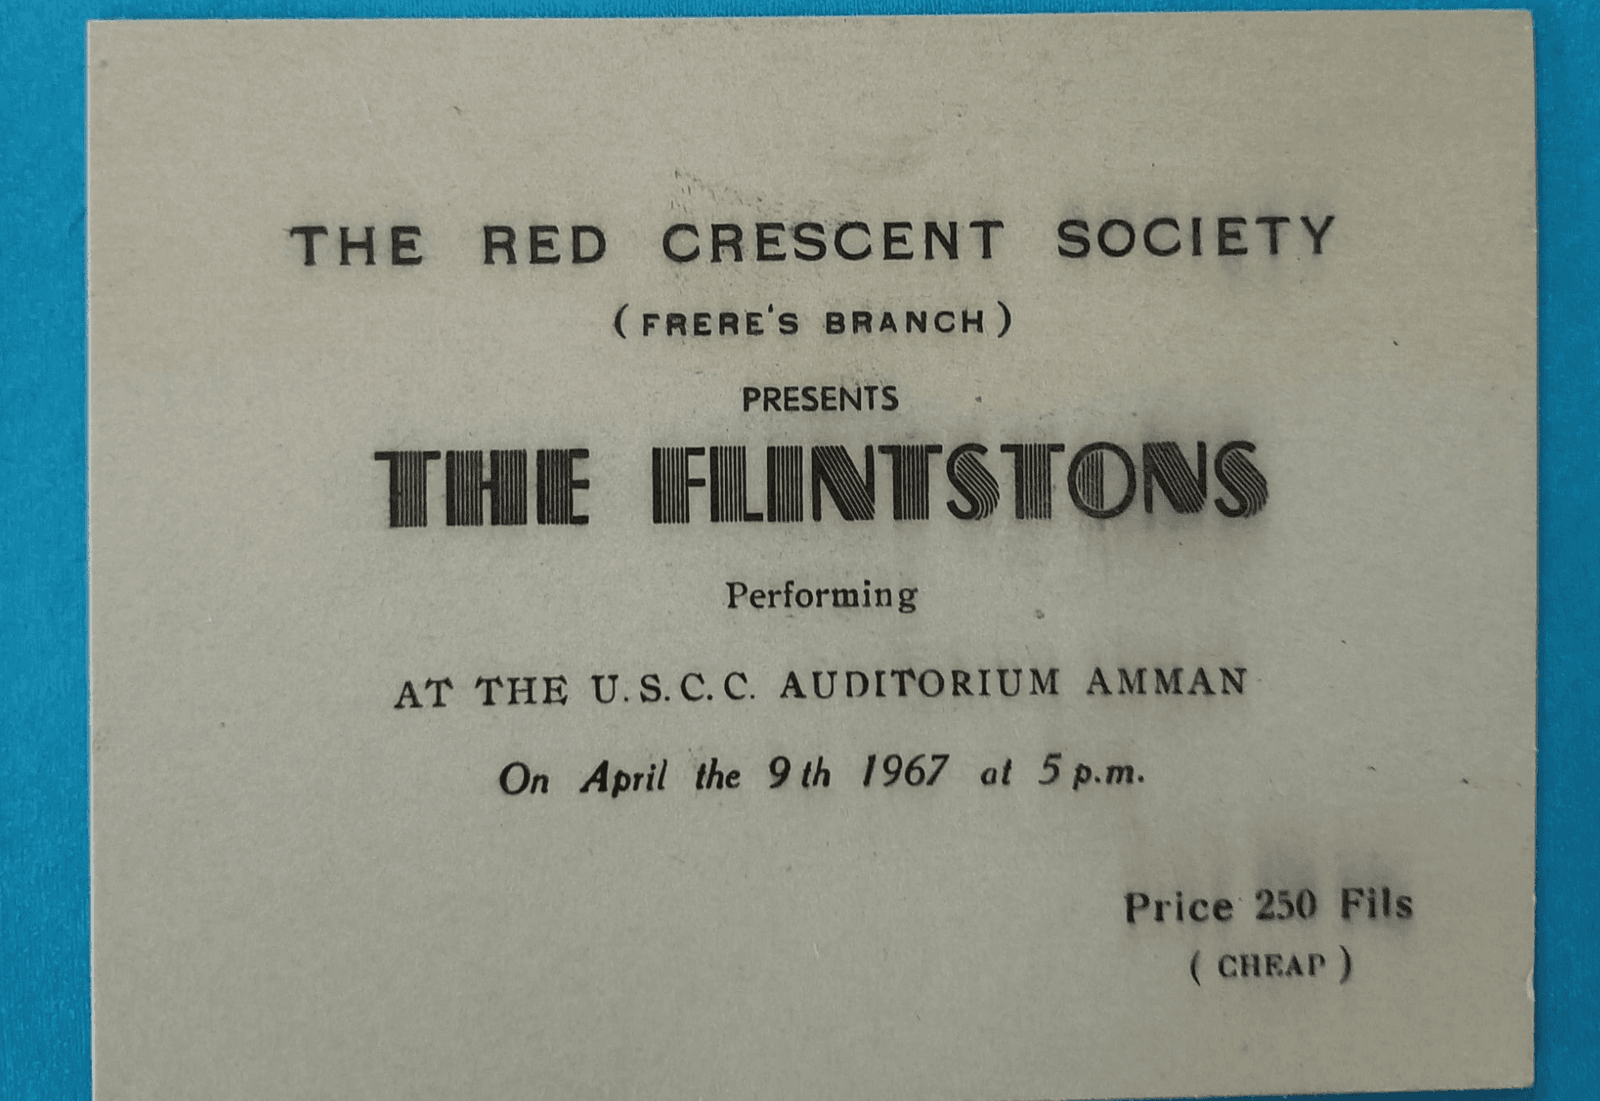 THE RED CRESCENT SOCIETY
(FRERE'S BRANCH)
PRESENTS
THE FLINTSTONS
Performing
AT THE U.S.C.C. AUDITORIUM AMMAN
On April the 9th 1967 at 5 p.m.
Price 250 Fils
( CHEAP )